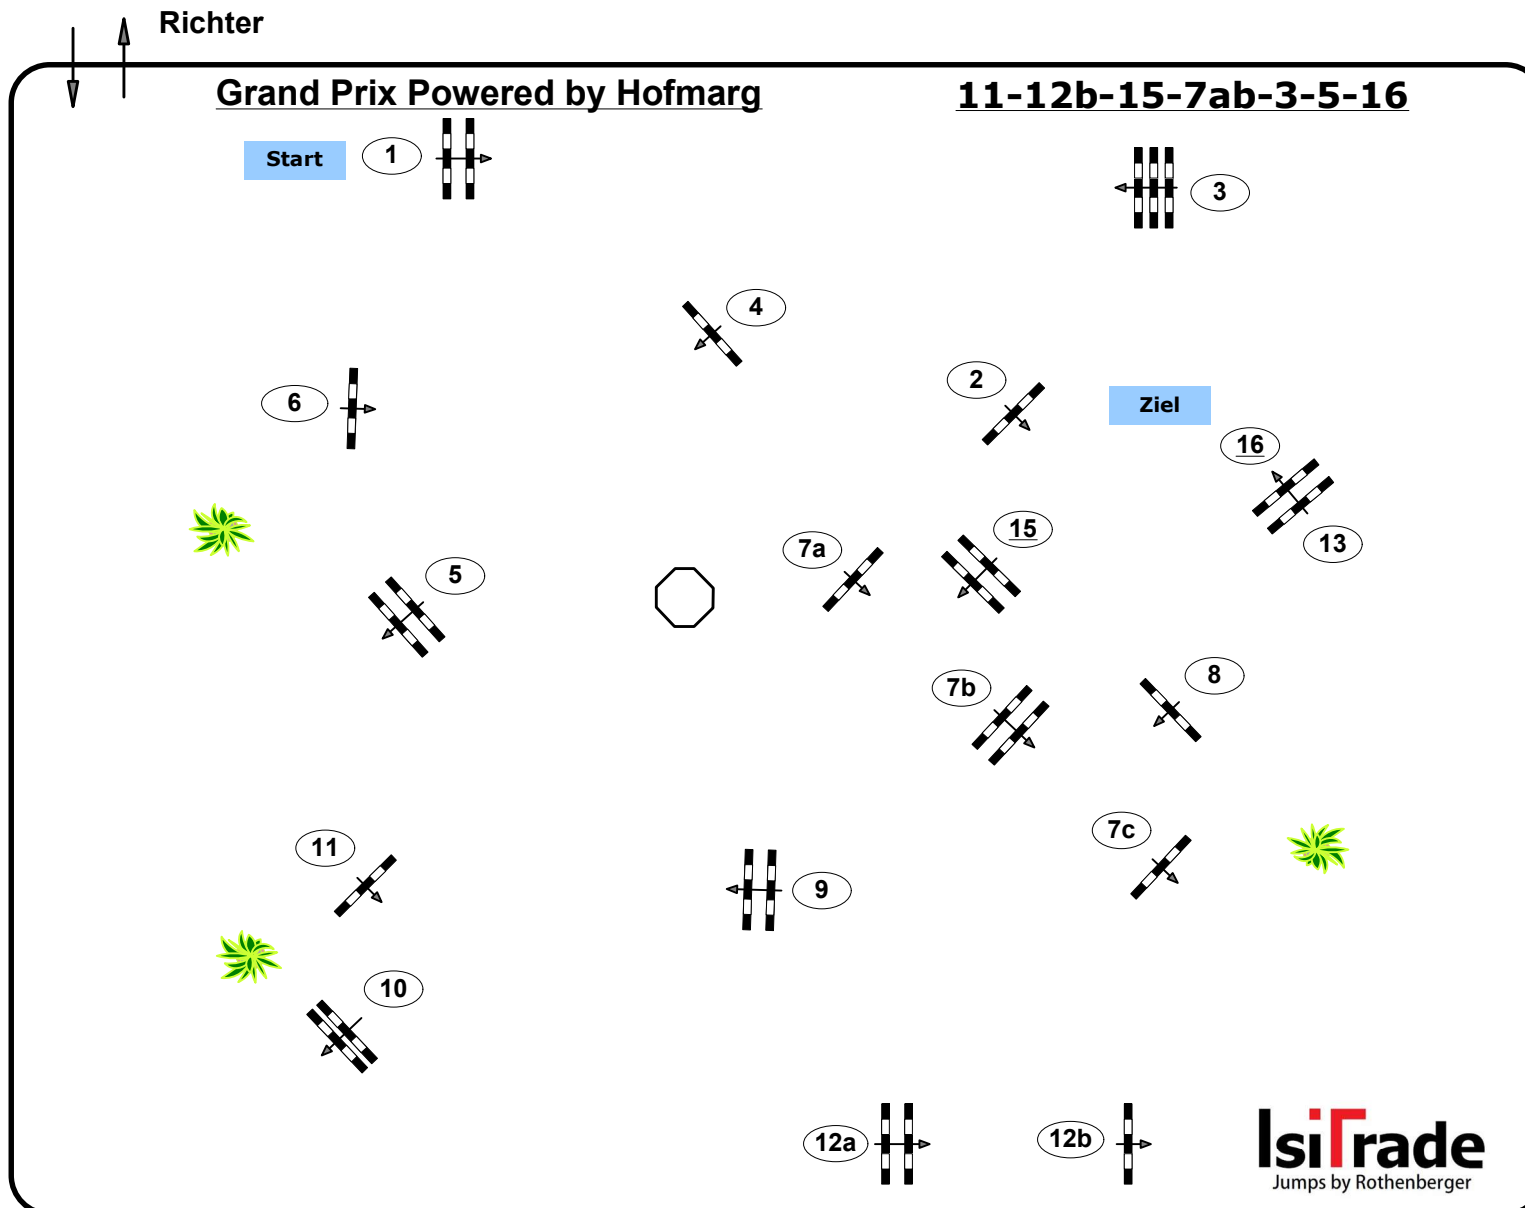 Richter
Grand Prix Powered by Hofmarg
11-12b-15-7ab-3-5-16
Start
1
3
4
2
6
Ziel
16
15
13
7a
5
7b
8
7c
11
9
10
12a
12b
IsiTrade
Jumps by Rothenberger